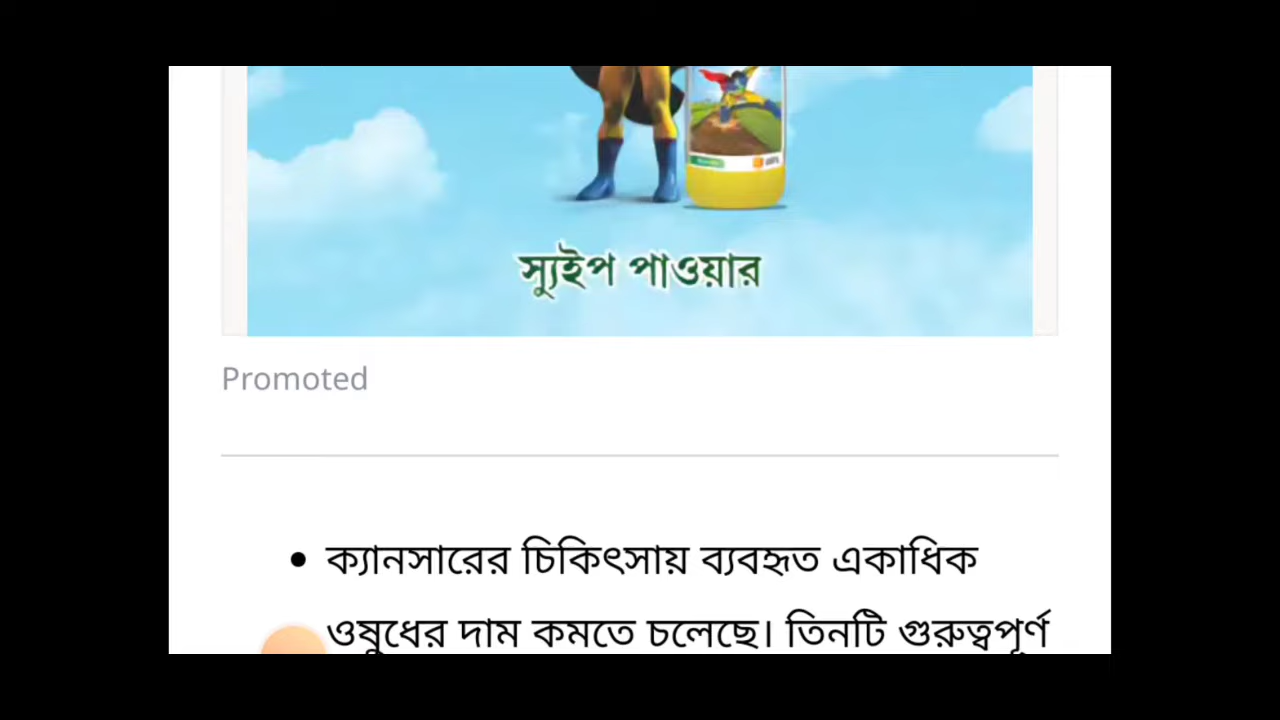 স্যুইপ পাওয়ার
Promoted
ক্যানসারের চিকিৎসায় ব্যবহৃত একাধিক
ওষুধের দাম কমতে চলেছে। তিনটি গুরুত্বপূর্ণ